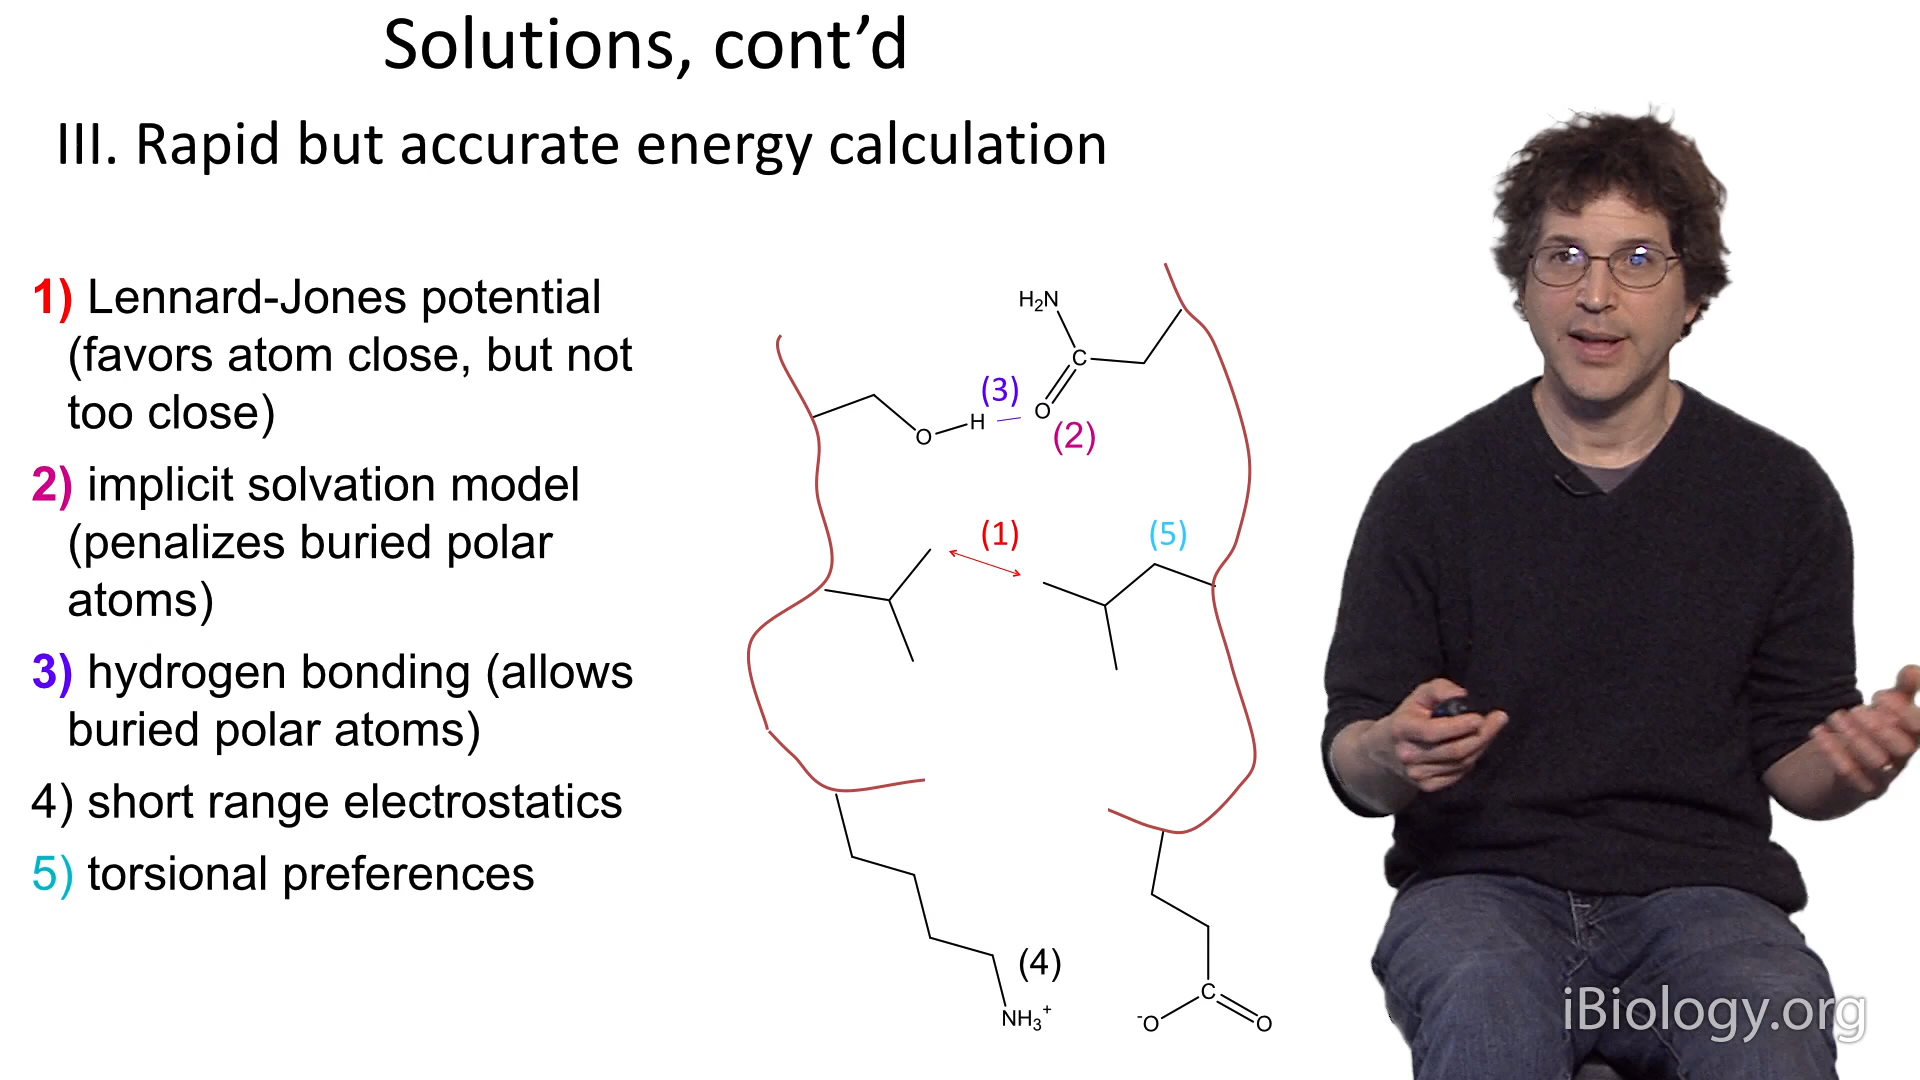 Solutions, cont’d
III. Rapid but accurate energy calculation
1) Lennard-Jones potential
(favors atom close, but not
too close)
2) implicit solvation model
(penalizes buried polar
atoms)
3) hydrogen bonding (allows
buried polar atoms)
4) short range electrostatics
5) torsional preferences
H₂N
C
(3)
O
H
O
(2)
(1)
(5)
(4)
NH₃⁺
C
⁻O
O
iBiology.org